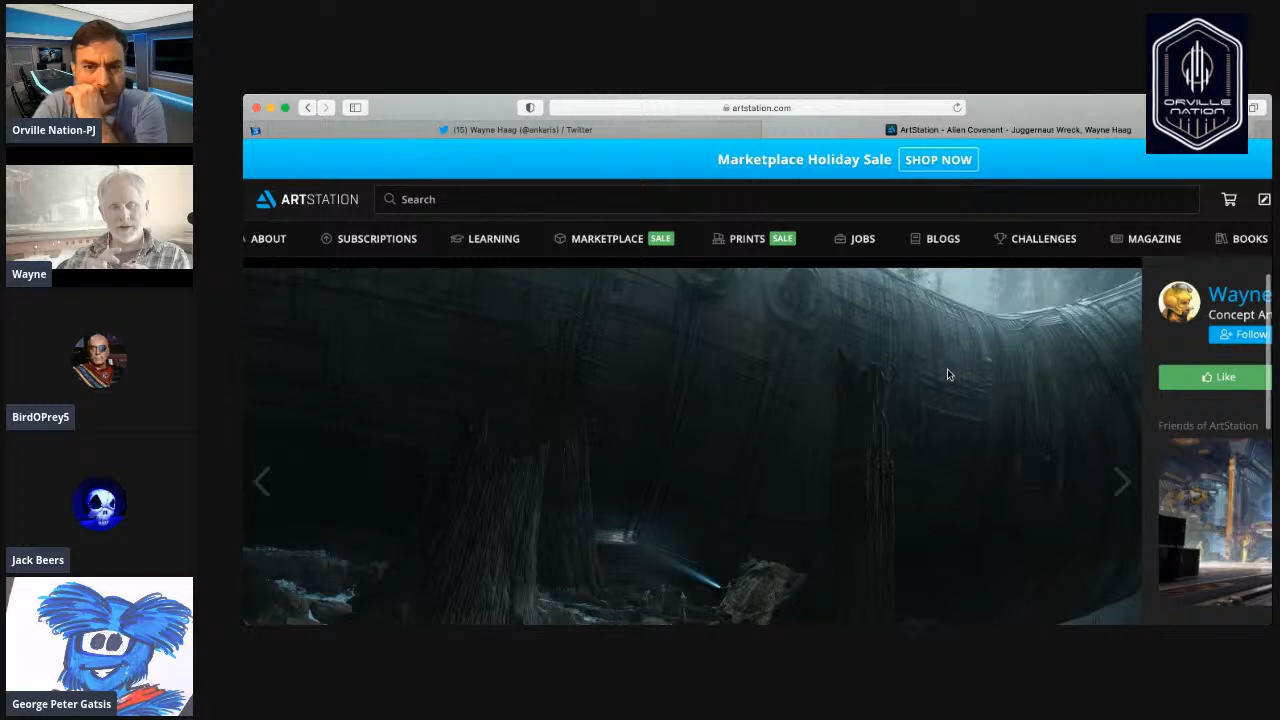 Orville Nation-PJ
Wayne
BirdOPrey5
Jack Beers
George Peter Gatsis
artstation.com
(15) Wayne Haag (@ankaris) / Twitter
ArtStation - Alien Covenant - Juggernaut Wreck, Wayne Haag
Marketplace Holiday Sale SHOP NOW
ARTSTATION Search
ABOUT SUBSCRIPTIONS LEARNING MARKETPLACE SALE PRINTS SALE JOBS BLOGS CHALLENGES MAGAZINE BOOKS
Wayne
Concept Ar
Follow
Like
Friends of ArtStation
ORVILLE
NATION